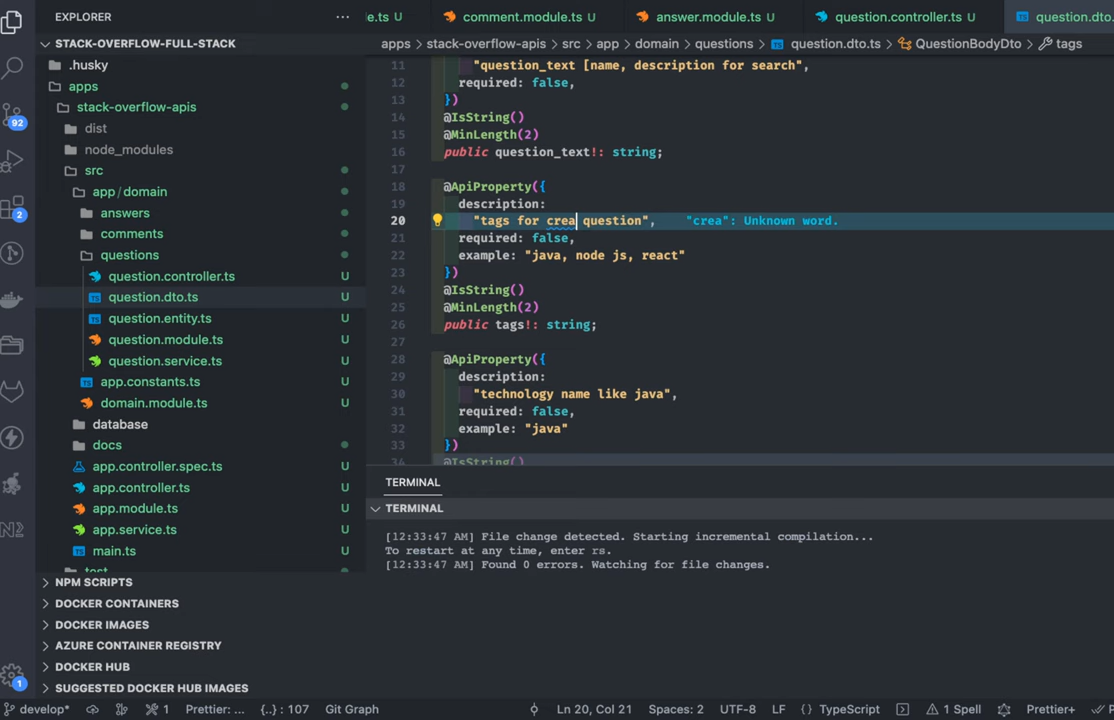 EXPLORER
···
STACK-OVERFLOW-FULL-STACK
.husky
apps
stack-overflow-apis
dist
node_modules
src
app / domain
answers
comments
questions
question.controller.ts U
question.dto.ts U
question.entity.ts U
question.module.ts U
question.service.ts U
app.constants.ts U
domain.module.ts U
database
docs
app.controller.spec.ts U
app.controller.ts U
app.module.ts U
app.service.ts U
main.ts U
test
NPM SCRIPTS
DOCKER CONTAINERS
DOCKER IMAGES
AZURE CONTAINER REGISTRY
DOCKER HUB
SUGGESTED DOCKER HUB IMAGES
92
2
1
le.ts U comment.module.ts U answer.module.ts U question.controller.ts U question.dto.
apps > stack-overflow-apis > src > app > domain > questions > question.dto.ts > QuestionBodyDto > tags
11 "question_text [name, description for search",
12 required: false,
13 })
14 @IsString()
15 @MinLength(2)
16 public question_text!: string;
17
18 @ApiProperty({
19 description:
20 "tags for crea question", "crea": Unknown word.
21 required: false,
22 example: "java, node js, react"
23 })
24 @IsString()
25 @MinLength(2)
26 public tags!: string;
27
28 @ApiProperty({
29 description:
30 "technology name like java",
31 required: false,
32 example: "java"
33 })
34 @IsString()
TERMINAL
TERMINAL
[12:33:47 AM] File change detected. Starting incremental compilation...
To restart at any time, enter rs.
[12:33:47 AM] Found 0 errors. Watching for file changes.
develop* 1 Prettier: ... {..} : 107 Git Graph Ln 20, Col 21 Spaces: 2 UTF-8 LF { } TypeScript 1 Spell Prettier+